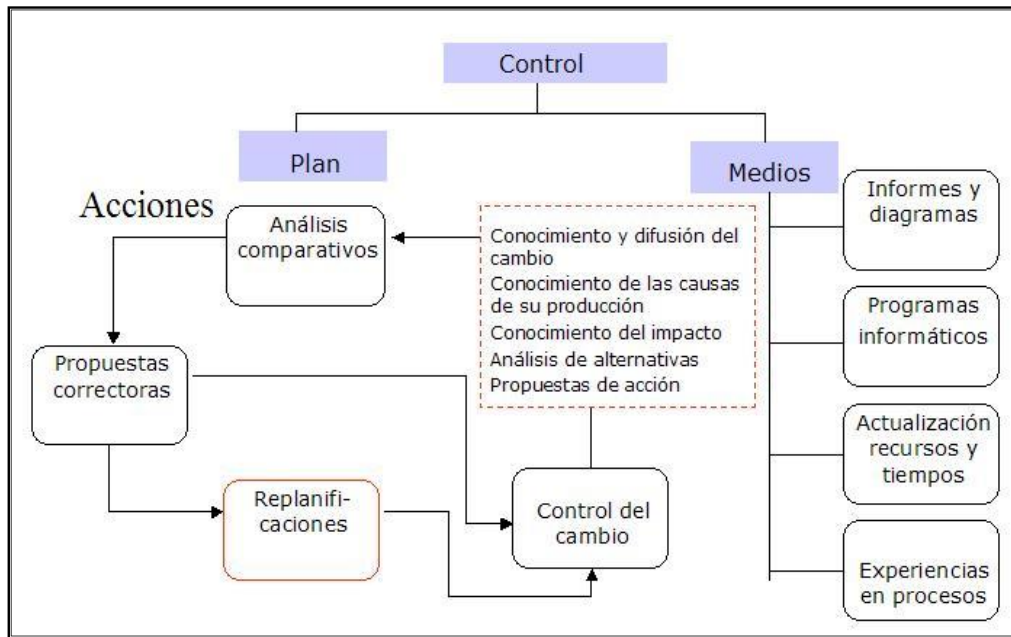 Control
Plan
Medios
Acciones
Análisis
comparativos
Conocimiento y difusión del
cambio
Conocimiento de las causas
de su producción
Conocimiento del impacto
Análisis de alternativas
Propuestas de acción
Informes y
diagramas
Programas
informáticos
Propuestas
correctoras
Actualización
recursos y
tiempos
Replanifi-
caciones
Control del
cambio
Experiencias
en procesos